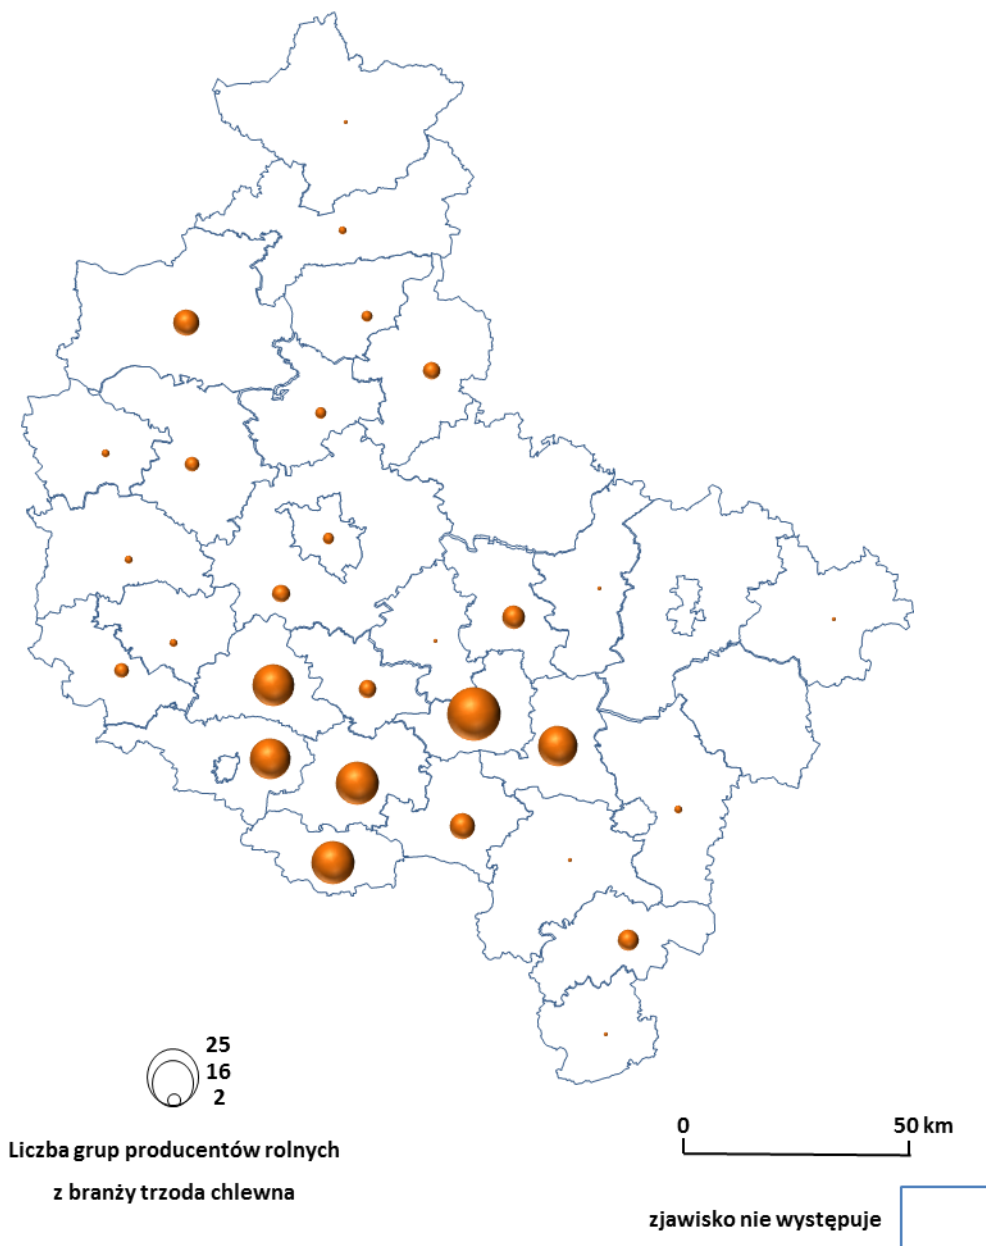 25
16
2
Liczba grup producentów rolnych
z branży trzoda chlewna
0 50 km
zjawisko nie występuje